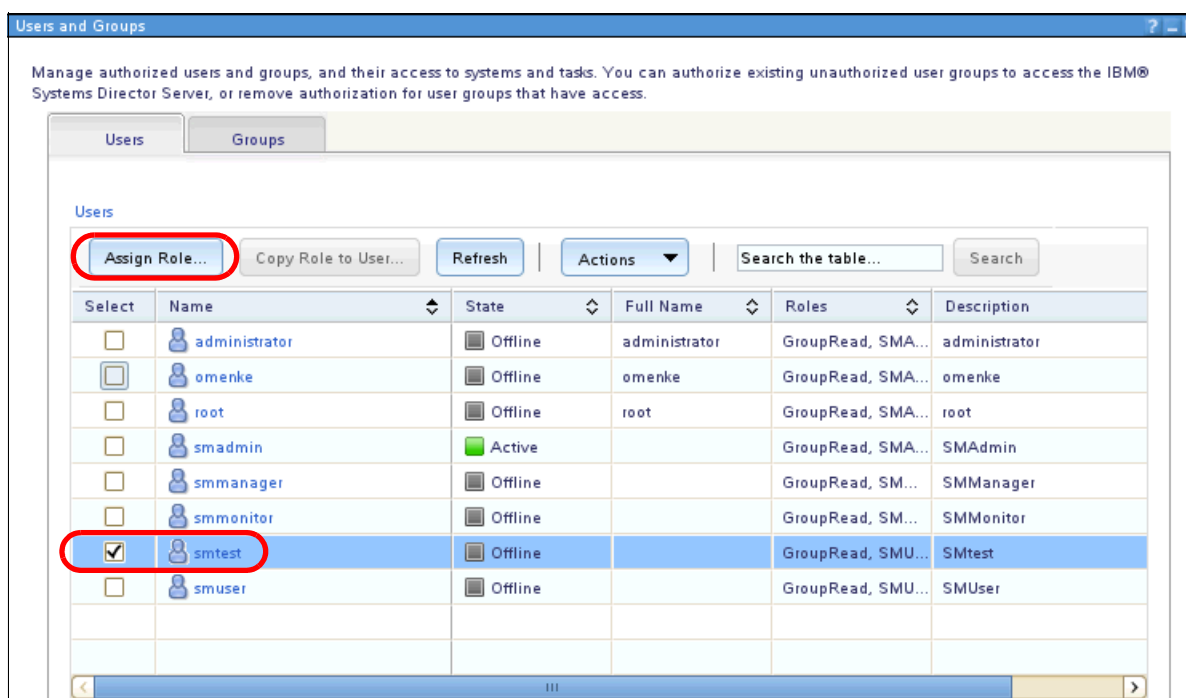 Users and Groups ?
Manage authorized users and groups, and their access to systems and tasks. You can authorize existing unauthorized user groups to access the IBM®
Systems Director Server, or remove authorization for user groups that have access.
Users Groups
Users
Assign Role... Copy Role to User... Refresh Actions Search the table... Search
Select Name State Full Name Roles Description
administrator Offline administrator GroupRead, SMA... administrator
omenke Offline omenke GroupRead, SMA... omenke
root Offline root GroupRead, SMA... root
smadmin Active GroupRead, SMA... SMAdmin
smmanager Offline GroupRead, SM... SMManager
smmonitor Offline GroupRead, SM... SMMonitor
smtest Offline GroupRead, SMU... SMtest
smuser Offline GroupRead, SMU... SMUser